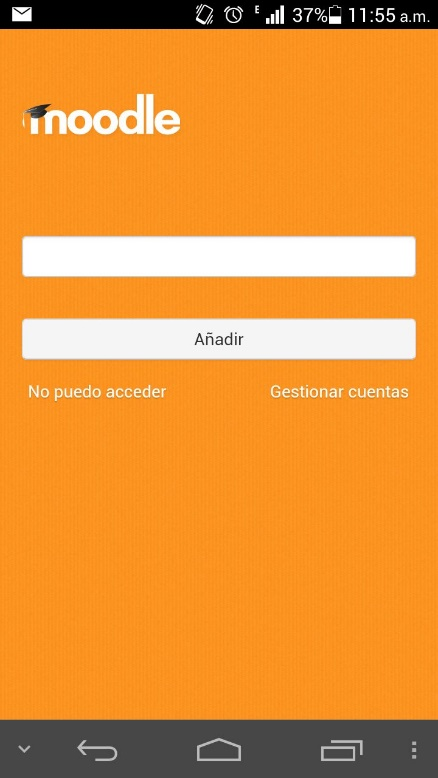 E 37% 11:55 a.m.
moodle
Añadir
No puedo acceder Gestionar cuentas